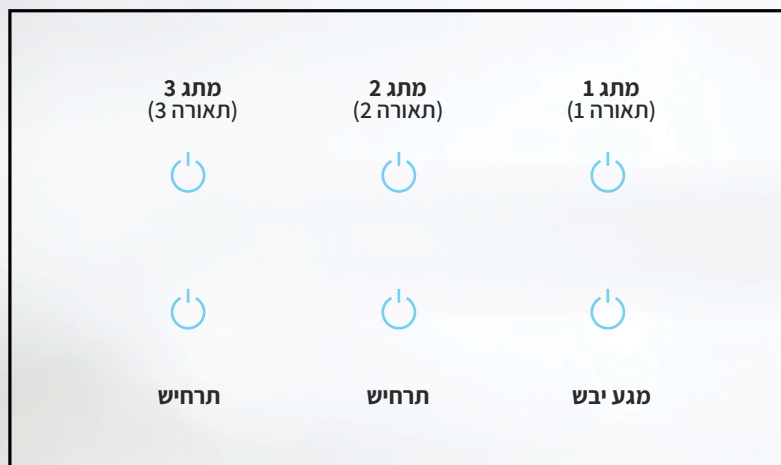 מתג 1
(תאורה 1)
מתג 2
(תאורה 2)
מתג 3
(תאורה 3)
מגע יבש
תרחיש
תרחיש